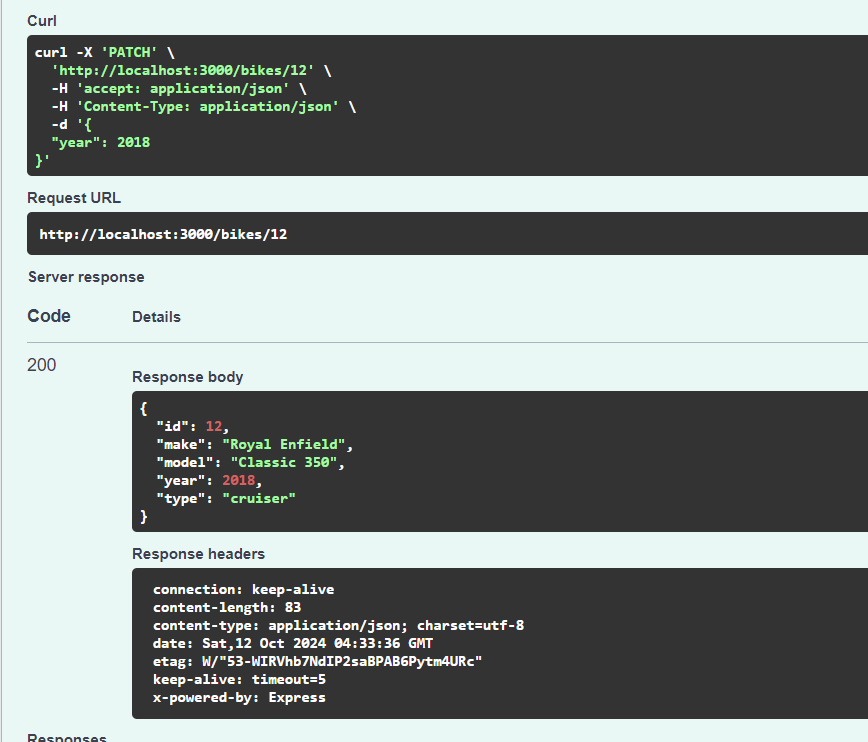 Curl
curl -X 'PATCH' \
'http://localhost:3000/bikes/12' \
-H 'accept: application/json' \
-H 'Content-Type: application/json' \
-d '{
"year": 2018
}'
Request URL
http://localhost:3000/bikes/12
Server response
Code Details
200
Response body
{
"id": 12,
"make": "Royal Enfield",
"model": "Classic 350",
"year": 2018,
"type": "cruiser"
}
Response headers
connection: keep-alive
content-length: 83
content-type: application/json; charset=utf-8
date: Sat,12 Oct 2024 04:33:36 GMT
etag: W/"53-WIRVhb7NdIP2saBPAB6Pytm4URc"
keep-alive: timeout=5
x-powered-by: Express
Responses